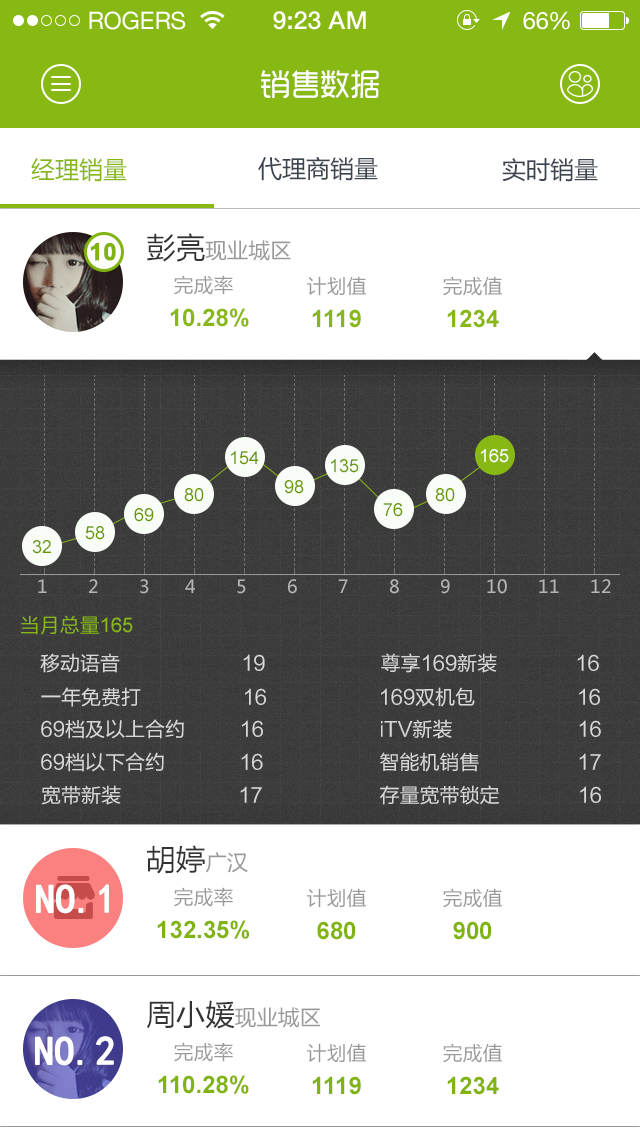 ROGERS 9:23 AM 66%
销售数据
经理销量 代理商销量 实时销量
10 彭亮现业城区
完成率 计划值 完成值
10.28% 1119 1234
154 165
135
98
80 80
69 76
58
32
1 2 3 4 5 6 7 8 9 10 11 12
当月总量165
移动语音 19 尊享169新装 16
一年免费打 16 169双机包 16
69档及以上合约 16 iTV新装 16
69档以下合约 16 智能机销售 17
宽带新装 17 存量宽带锁定 16
胡婷广汉
NO.1 完成率 计划值 完成值
132.35% 680 900
周小媛现业城区
NO.2 完成率 计划值 完成值
110.28% 1119 1234